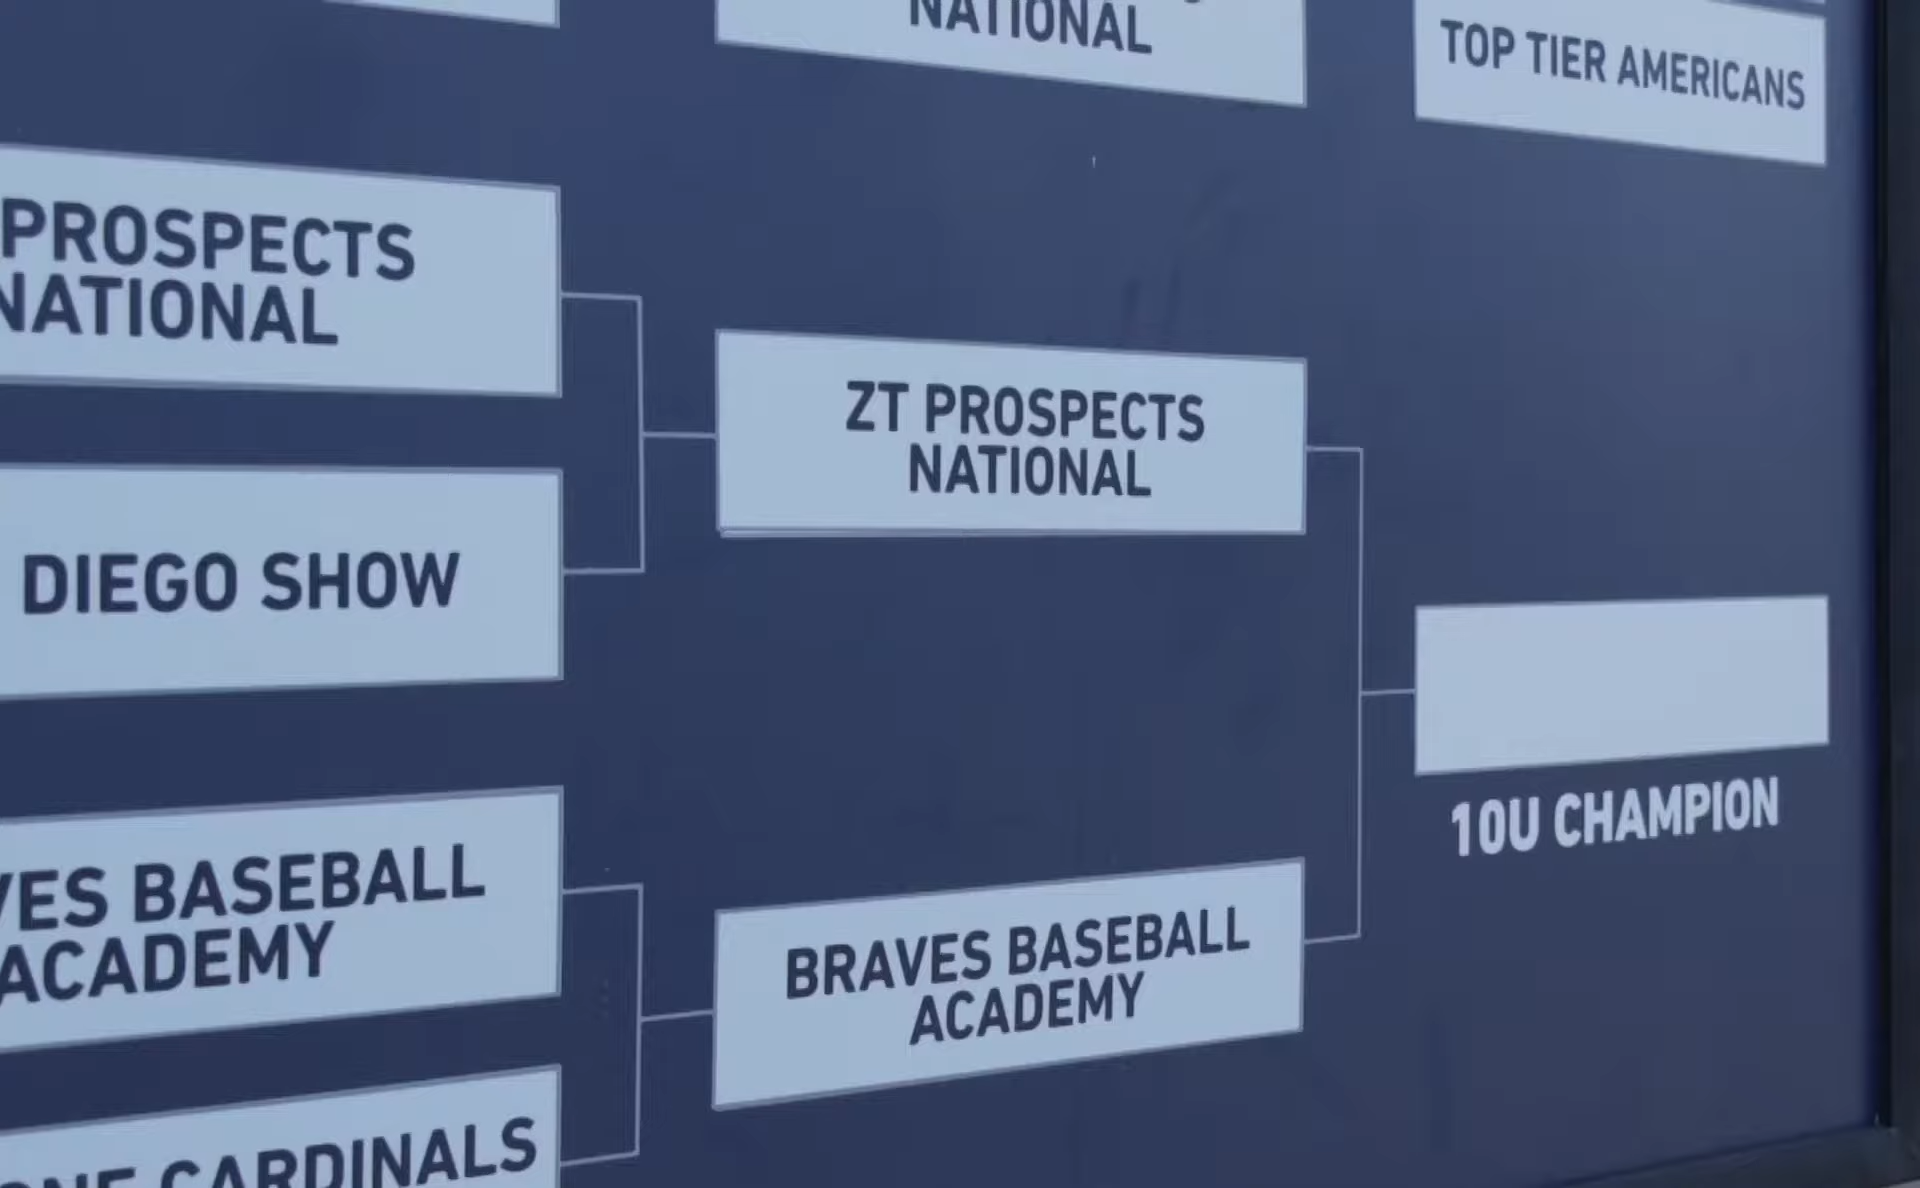 NATIONAL
TOP TIER AMERICANS
PROSPECTS
NATIONAL
DIEGO SHOW
ZT PROSPECTS
NATIONAL
10U CHAMPION
BASEBALL
ACADEMY
BRAVES BASEBALL
ACADEMY
CARDINALS